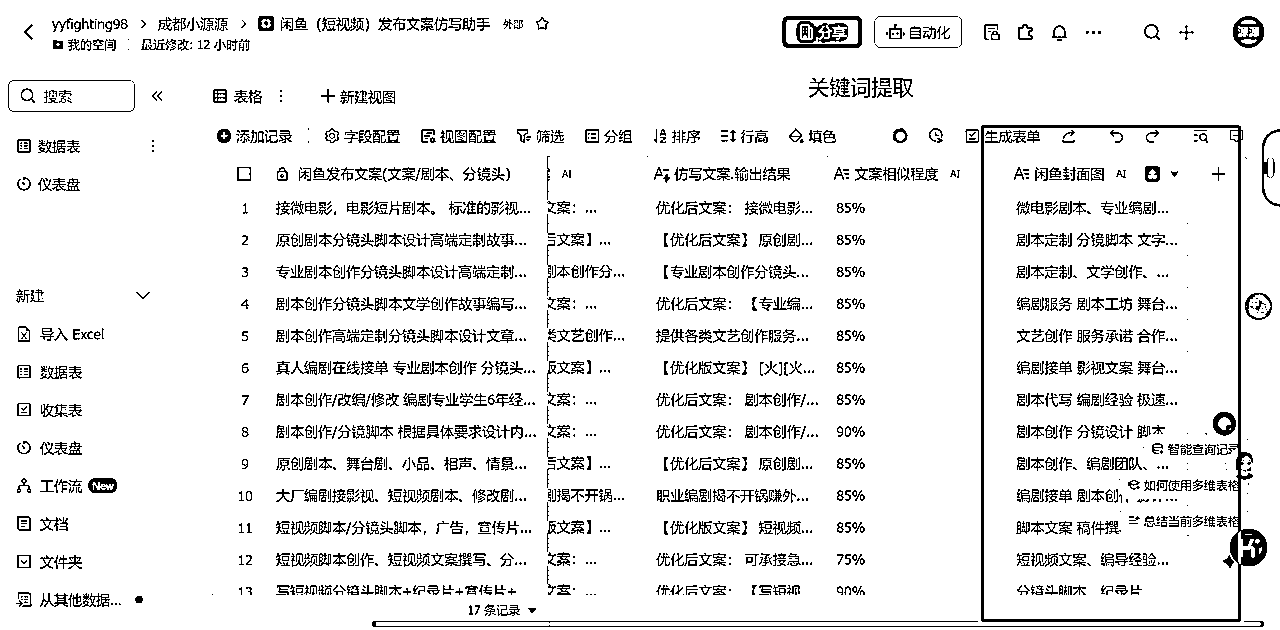 yyfighting98 > 成都小源源 > 闲鱼（短视频）发布文案仿写助手 外部
我的空间 最近修改: 12 小时前
分享 自动化
搜索
表格 新建视图
关键词提取
添加记录 字段配置 视图配置 筛选 分组 排序 行高 填色 生成表单
数据表
仪表盘
新建
导入 Excel
数据表
收集表
仪表盘
工作流 New
文档
文件夹
从其他数据...
闲鱼发布文案(文案/剧本、分镜头) AI 仿写文案.输出结果 文案相似程度 AI 闲鱼封面图 AI
1 接微电影，电影短片剧本。 标准的影视... 文案： ... 优化后文案： 接微电影... 85% 微电影剧本、专业编剧...
2 原创剧本分镜头脚本设计高端定制故事... 后文案】... 【优化后文案】 原创剧... 85% 剧本定制 分镜脚本 文字...
3 专业剧本创作分镜头脚本设计高端定制... 剧本创作分... 【专业剧本创作分镜头... 85% 剧本定制、文学创作、...
4 剧本创作分镜头脚本文学创作故事编写... 文案： ... 优化后文案： 【专业编... 85% 编剧服务 剧本工坊 舞台...
5 剧本创作高端定制分镜头脚本设计文章... 类文艺创作... 提供各类文艺创作服务... 85% 文艺创作 服务承诺 合作...
6 真人编剧在线接单 专业剧本创作 分镜头... 版文案】... 【优化版文案】 [火][火... 85% 编剧接单 影视文案 舞台...
7 剧本创作/改编/修改 编剧专业学生6年经... 文案： ... 优化后文案： 剧本创作/... 85% 剧本代写 编剧经验 极速...
8 剧本创作/分镜脚本 根据具体要求设计内... 文案： ... 优化后文案： 剧本创作/... 90% 剧本创作 分镜设计 脚本
9 原创剧本、舞台剧、小品、相声、情景... 后文案】... 【优化后文案】 原创剧... 85% 剧本创作、编剧团队、...
10 大厂编剧接影视、短视频剧本、修改剧... 剧揭不开锅... 职业编剧揭不开锅赚外... 85% 编剧接单 剧本创
11 短视频脚本/分镜头脚本，广告，宣传片... 版文案】... 【优化版文案】 短视频... 85% 脚本文案 稿件撰
12 短视频脚本创作、短视频文案撰写、分... 文案： ... 优化后文案： 可承接急... 75% 短视频文案、编导经验...
13 写短视频分镜头脚本+纪录片+宣传片+ 文案： ... 优化后文案： 【写短视 90% 分镜头脚本 纪录片
智能查询记录
如何使用多维表格
总结当前多维表格
17 条记录